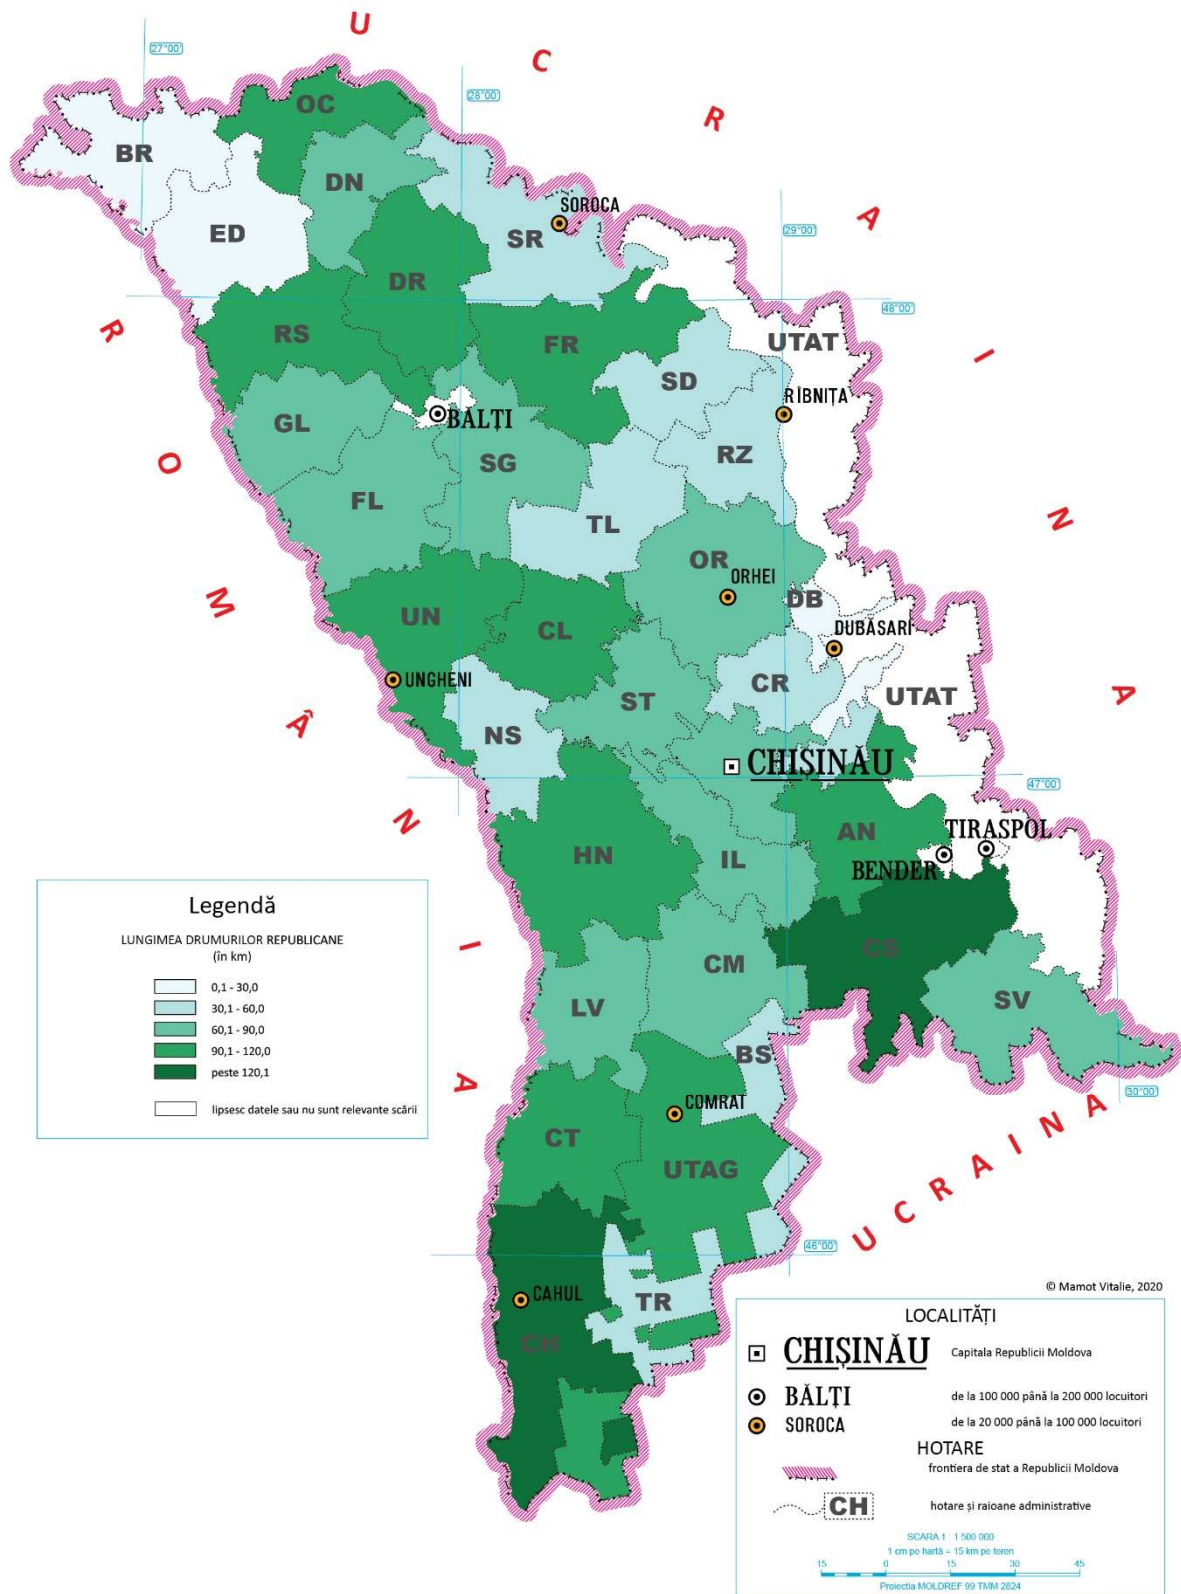 U C R A I N A
27°00'
28°00'
OC
BR
DN
SOROCA
ED
SR
29°00'
DR
48°00'
RS
FR
UTAT
SD
RÎBNIȚA
GL
BĂLȚI
RZ
SG
FL
TL
OR
ORHEI
DB
UN
CL
DUBĂSARI
UNGHENI
CR
UTAT
ST
NS
CHIȘINĂU
47°00'
R O M Â N I A
AN
TIRASPOL
HN
IL
BENDER
CS
CM
LV
SV
BS
30°00'
COMRAT
CT
UTAG
U C R A I N A
46°00'
CAHUL
TR
CH
Legendă
LUNGIMEA DRUMURILOR REPUBLICANE
(în km)
0,1 - 30,0
30,1 - 60,0
60,1 - 90,0
90,1 - 120,0
peste 120,1
lipsesc datele sau nu sunt relevante scării
© Mamot Vitalie, 2020
LOCALITĂȚI
CHIȘINĂU Capitala Republicii Moldova
BĂLȚI de la 100 000 până la 200 000 locuitori
SOROCA de la 20 000 până la 100 000 locuitori
HOTARE
frontiera de stat a Republicii Moldova
CH hotare și raioane administrative
SCARA 1 : 1 500 000
1 cm pe hartă = 15 km pe teren
15 0 15 30 45
Proiectia MOLDREF 99 TMM 2824